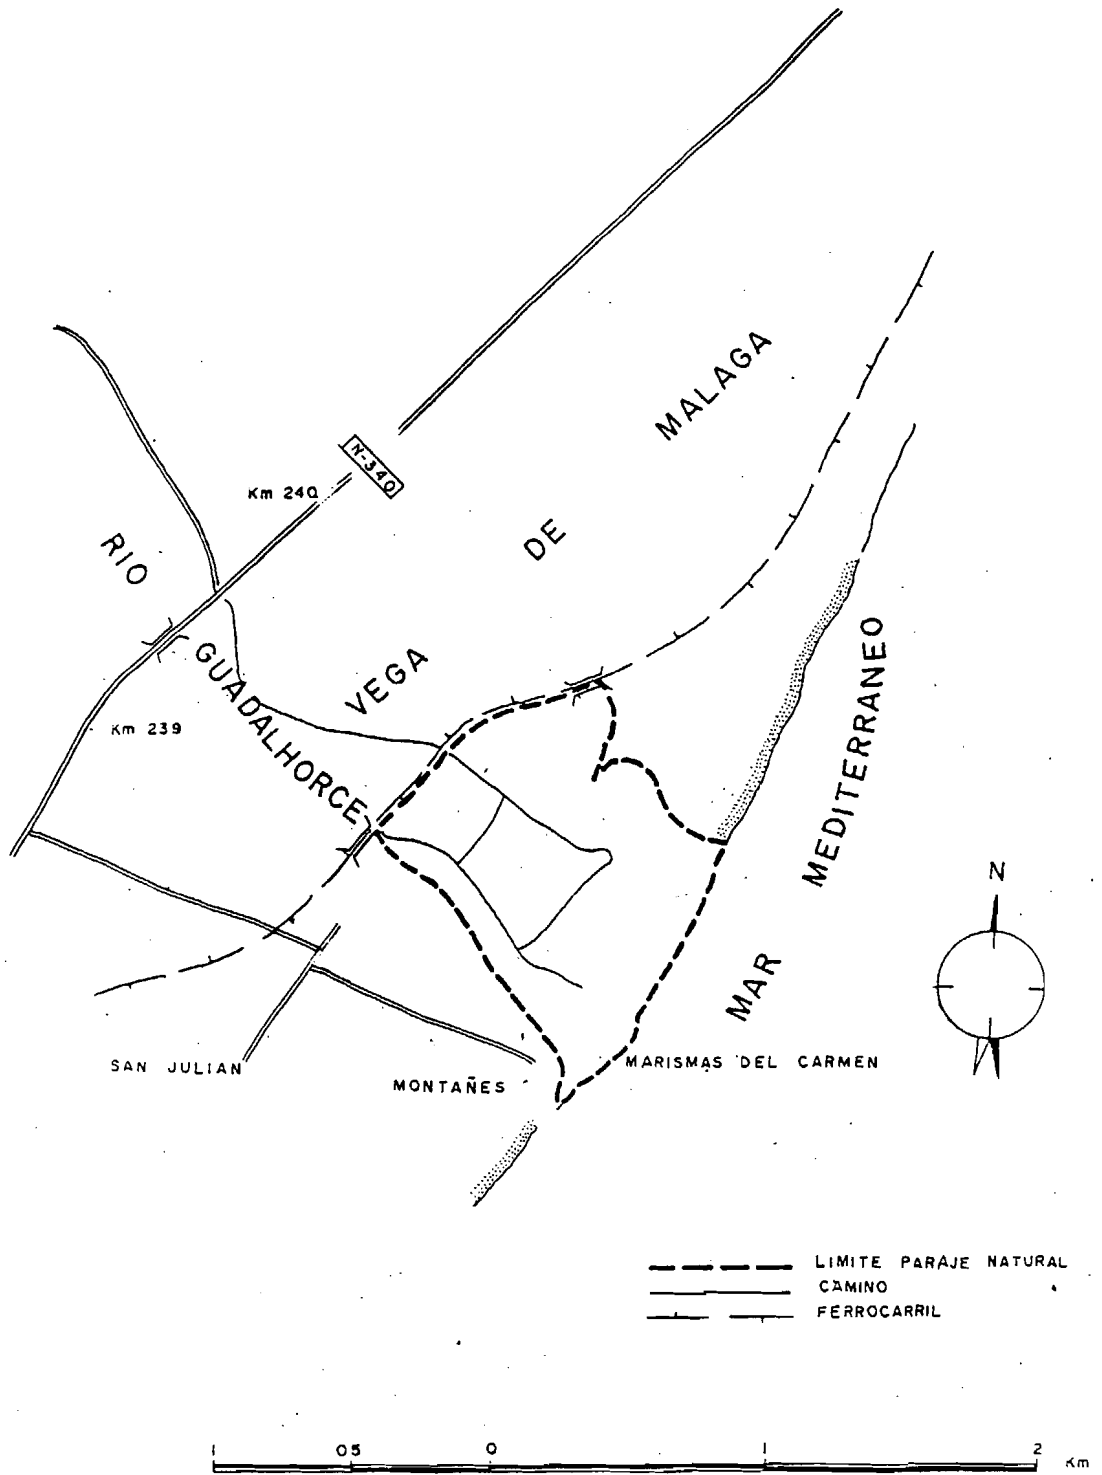 MALAGA
N-340
Km 240
DE
RIO
GUADALHORCE
VEGA
Km 239
MEDITERRANEO
MAR
N
SAN JULIAN
MONTAÑES
MARISMAS DEL CARMEN
LIMITE PARAJE NATURAL
CAMINO
FERROCARRIL
1 05 0 1 2 Km